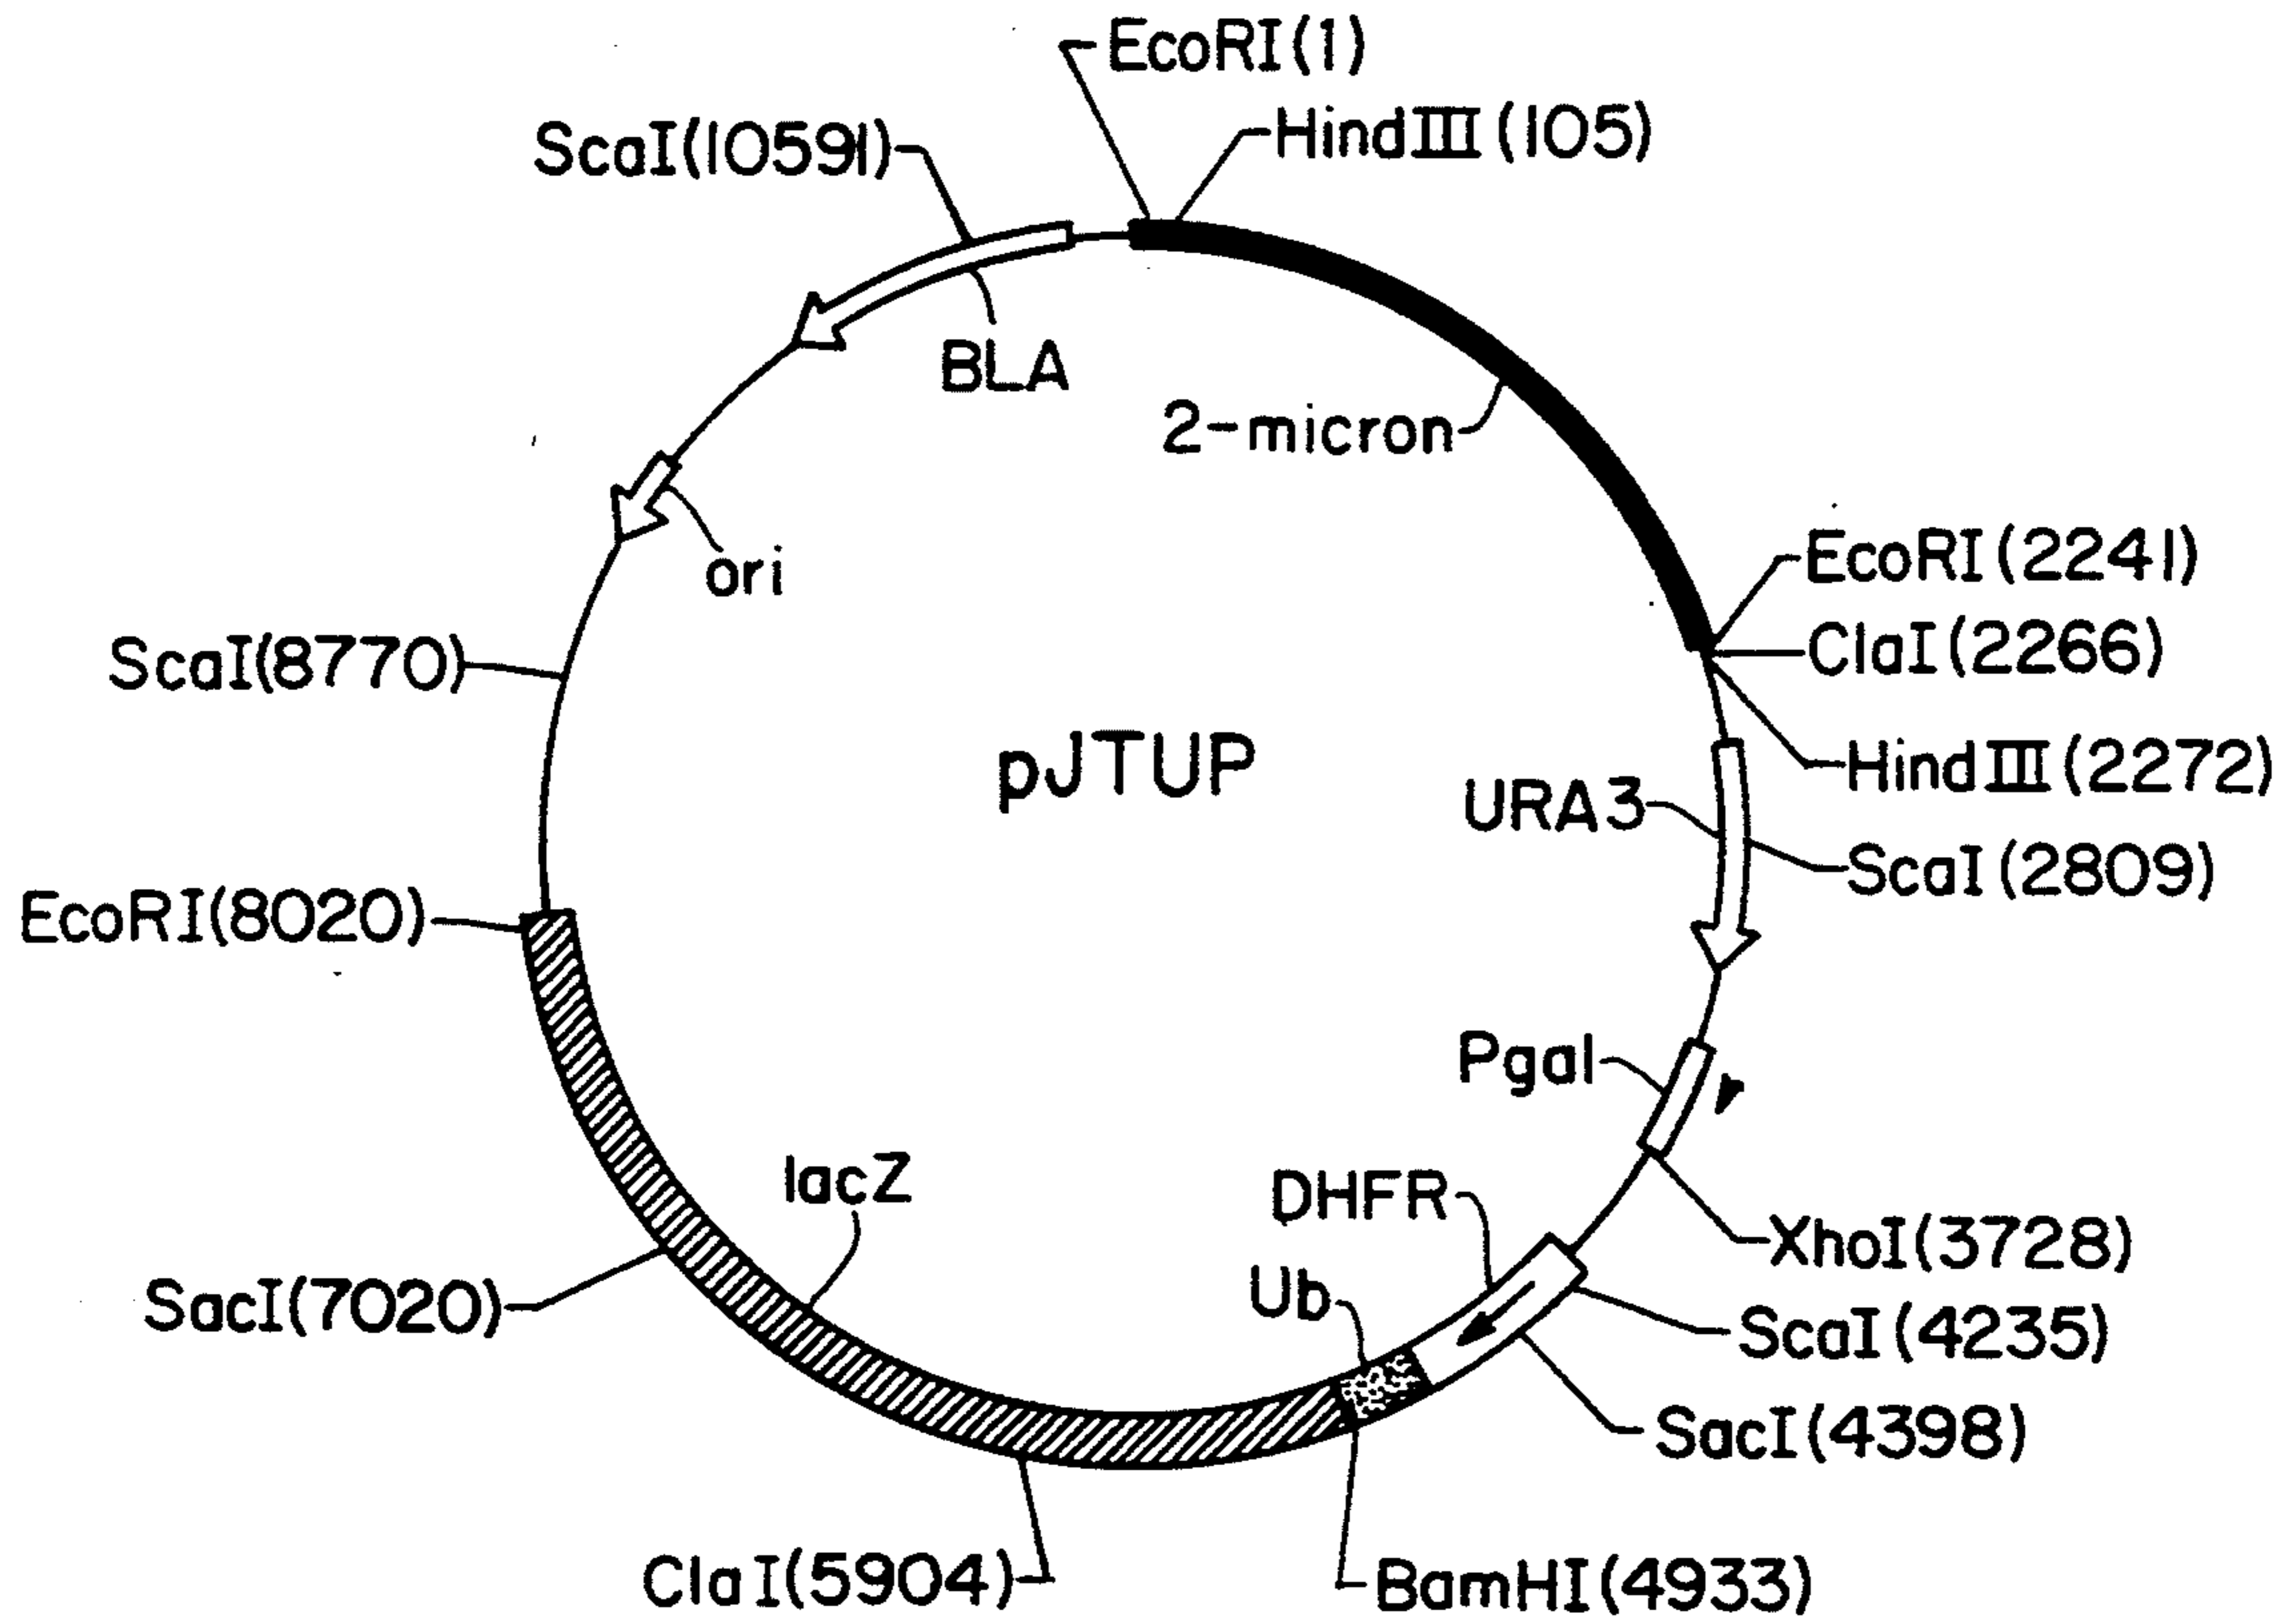 EcoRI(1)
HindIII(105)
ScaI(10591)
BLA
2-micron
ori
EcoRI(2241)
ClaI(2266)
HindIII(2272)
ScaI(8770)
pJTUP
URA3
ScaI(2809)
EcoRI(8020)
Pgal
lacZ
DHFR
XhoI(3728)
Ub
SacI(7020)
ScaI(4235)
SacI(4398)
ClaI(5904)
BamHI(4933)